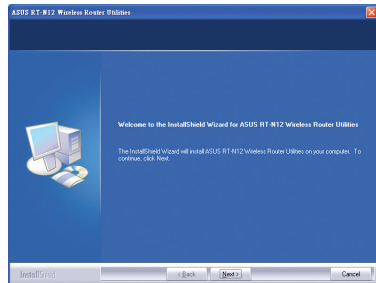 ASUS RT-N12 Wireless Router Utilities
Welcome to the InstallShield Wizard for ASUS RT-N12 Wireless Router Utilities
The InstallShield Wizard will install ASUS RT-N12 Wireless Router Utilities on your computer. To
continue, click Next.
InstallShield
< Back
Next >
Cancel